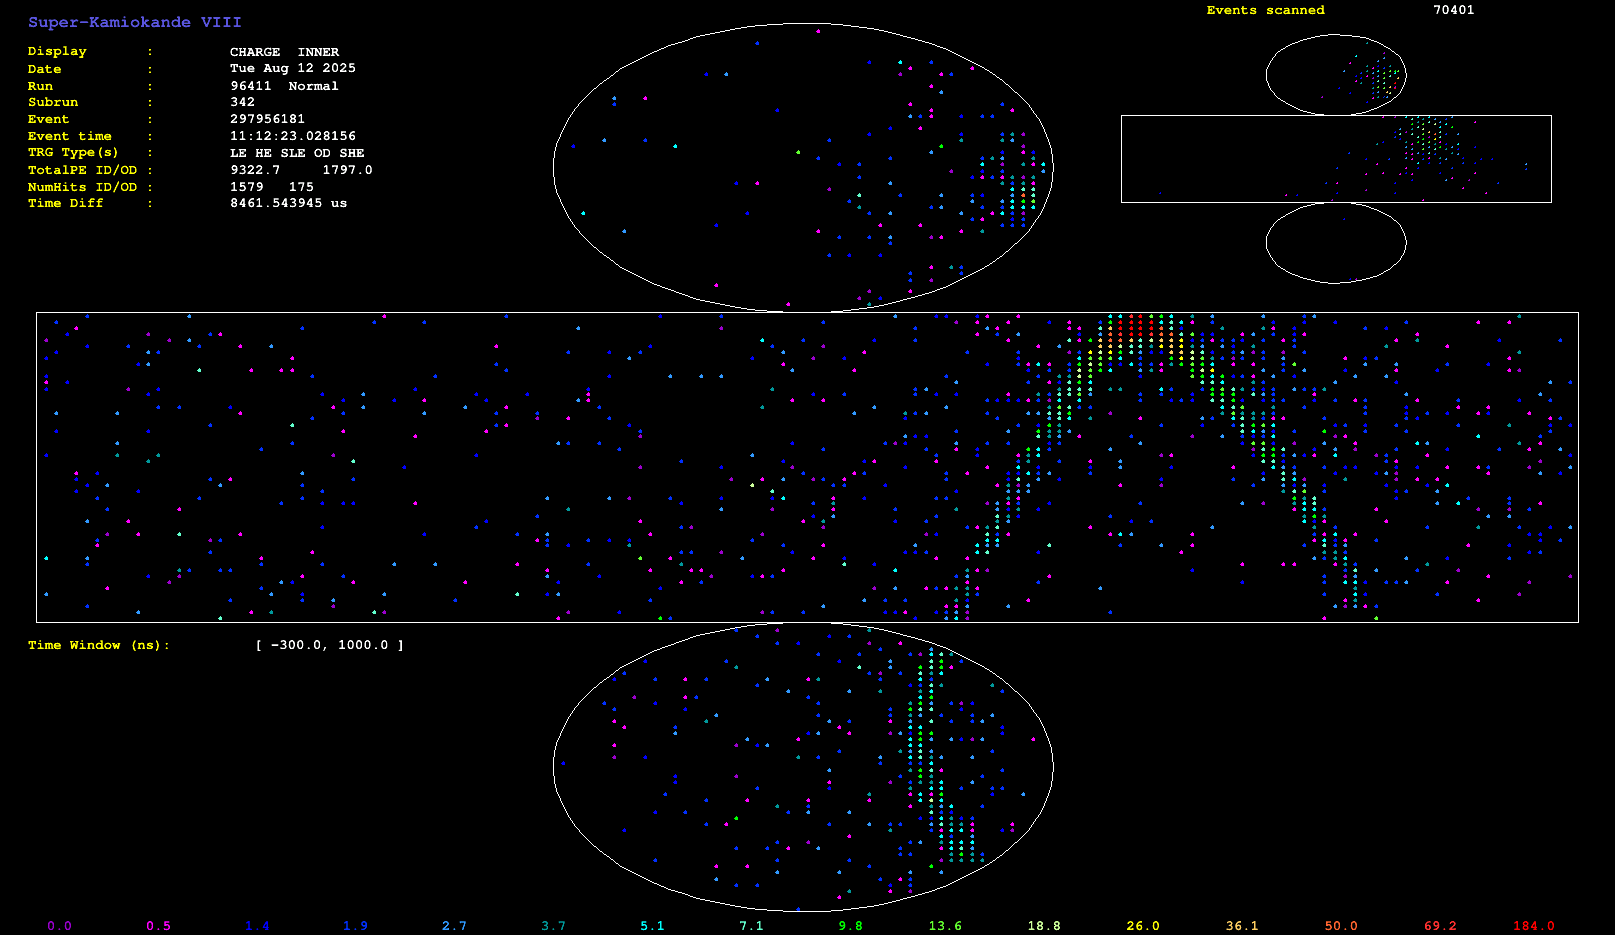 Super-Kamiokande VIII
Events scanned 70401
Display : CHARGE INNER
Date : Tue Aug 12 2025
Run : 96411 Normal
Subrun : 342
Event : 297956181
Event time : 11:12:23.028156
TRG Type(s) : LE HE SLE OD SHE
TotalPE ID/OD : 9322.7 1797.0
NumHits ID/OD : 1579 175
Time Diff : 8461.543945 us
Time Window (ns): [ -300.0, 1000.0 ]
0.0 0.5 1.4 1.9 2.7 3.7 5.1 7.1 9.8 13.6 18.8 26.0 36.1 50.0 69.2 184.0